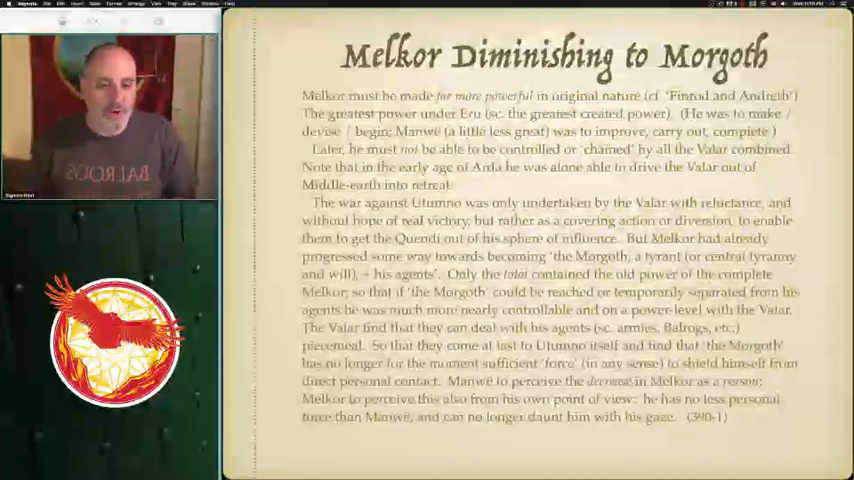 Keynote File Edit Insert Slide Format Arrange View Play Share Window Help
Melkor Diminishing to Morgoth
Melkor must be made far more powerful in original nature (cf. 'Finrod and Andreth')
The greatest power under Eru (sc. the greatest created power). (He was to make /
devise / begin; Manwë (a little less great) was to improve, carry out, complete.)
Later, he must not be able to be controlled or 'chained' by all the Valar combined.
Note that in the early age of Arda he was alone able to drive the Valar out of
Middle-earth into retreat.
The war against Utumno was only undertaken by the Valar with reluctance, and
without hope of real victory, but rather as a covering action or diversion, to enable
them to get the Quendi out of his sphere of influence. But Melkor had already
progressed some way towards becoming 'the Morgoth, a tyrant (or central tyranny
and will), + his agents'. Only the total contained the old power of the complete
Melkor; so that if 'the Morgoth' could be reached or temporarily separated from his
agents he was much more nearly controllable and on a power-level with the Valar.
The Valar find that they can deal with his agents (sc. armies, Balrogs, etc.)
piecemeal. So that they come at last to Utumno itself and find that 'the Morgoth'
has no longer for the moment sufficient 'force' (in any sense) to shield himself from
direct personal contact. Manwë to perceive the decrease in Melkor as a person;
Melkor to perceive this also from his own point of view: he has no less personal
force than Manwë, and can no longer daunt him with his gaze. (390-1)
BALROGS